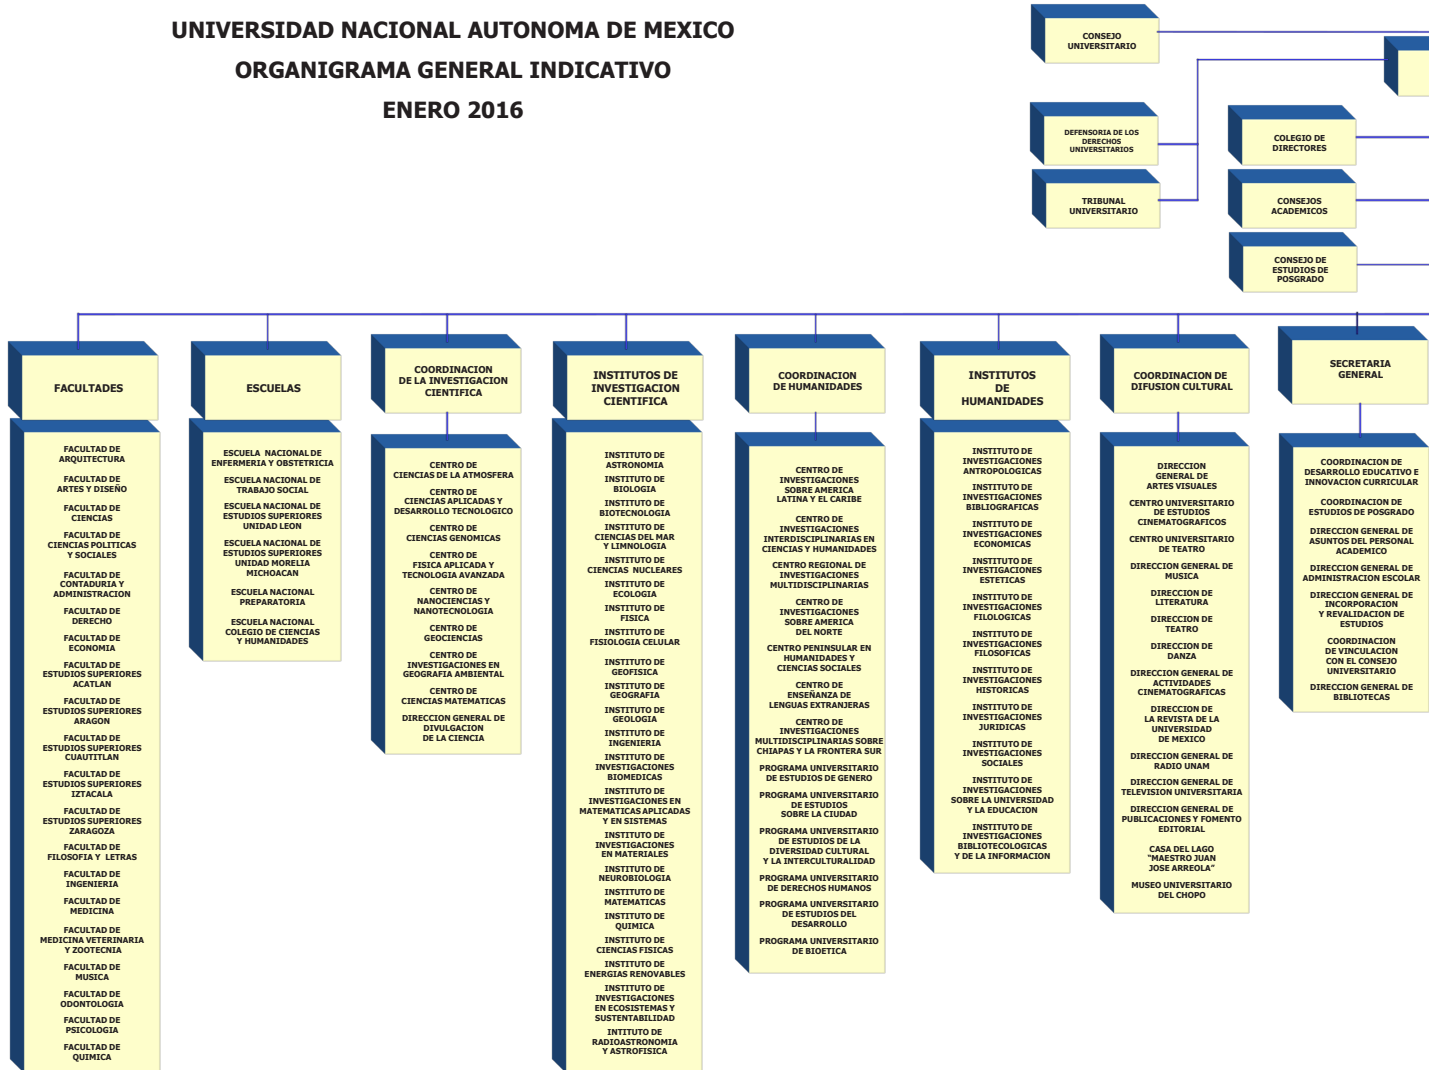 UNIVERSIDAD NACIONAL AUTONOMA DE MEXICO
ORGANIGRAMA GENERAL INDICATIVO
ENERO 2016
CONSEJO
UNIVERSITARIO
DEFENSORIA DE LOS
DERECHOS
UNIVERSITARIOS
TRIBUNAL
UNIVERSITARIO
COLEGIO DE
DIRECTORES
CONSEJOS
ACADEMICOS
CONSEJO DE
ESTUDIOS DE
POSGRADO
FACULTADES
FACULTAD DE
ARQUITECTURA
FACULTAD DE
ARTES Y DISEÑO
FACULTAD DE
CIENCIAS
FACULTAD DE
CIENCIAS POLITICAS
Y SOCIALES
FACULTAD DE
CONTADURIA Y
ADMINISTRACION
FACULTAD DE
DERECHO
FACULTAD DE
ECONOMIA
FACULTAD DE
ESTUDIOS SUPERIORES
ACATLAN
FACULTAD DE
ESTUDIOS SUPERIORES
ARAGON
FACULTAD DE
ESTUDIOS SUPERIORES
CUAUTITLAN
FACULTAD DE
ESTUDIOS SUPERIORES
IZTACALA
FACULTAD DE
ESTUDIOS SUPERIORES
ZARAGOZA
FACULTAD DE
FILOSOFIA Y LETRAS
FACULTAD DE
INGENIERIA
FACULTAD DE
MEDICINA
FACULTAD DE
MEDICINA VETERINARIA
Y ZOOTECNIA
FACULTAD DE
MUSICA
FACULTAD DE
ODONTOLOGIA
FACULTAD DE
PSICOLOGIA
FACULTAD DE
QUIMICA
ESCUELAS
ESCUELA NACIONAL DE
ENFERMERIA Y OBSTETRICIA
ESCUELA NACIONAL DE
TRABAJO SOCIAL
ESCUELA NACIONAL DE
ESTUDIOS SUPERIORES
UNIDAD LEON
ESCUELA NACIONAL DE
ESTUDIOS SUPERIORES
UNIDAD MORELIA
MICHOACAN
ESCUELA NACIONAL
PREPARATORIA
ESCUELA NACIONAL
COLEGIO DE CIENCIAS
Y HUMANIDADES
COORDINACION
DE LA INVESTIGACION
CIENTIFICA
CENTRO DE
CIENCIAS DE LA ATMOSFERA
CENTRO DE
CIENCIAS APLICADAS Y
DESARROLLO TECNOLOGICO
CENTRO DE
CIENCIAS GENOMICAS
CENTRO DE
FISICA APLICADA Y
TECNOLOGIA AVANZADA
CENTRO DE
NANOCIENCIAS Y
NANOTECNOLOGIA
CENTRO DE
GEOCIENCIAS
CENTRO DE
INVESTIGACIONES EN
GEOGRAFIA AMBIENTAL
CENTRO DE
CIENCIAS MATEMATICAS
DIRECCION GENERAL DE
DIVULGACION
DE LA CIENCIA
INSTITUTOS DE
INVESTIGACION
CIENTIFICA
INSTITUTO DE
ASTRONOMIA
INSTITUTO DE
BIOLOGIA
INSTITUTO DE
BIOTECNOLOGIA
INSTITUTO DE
CIENCIAS DEL MAR
Y LIMNOLOGIA
INSTITUTO DE
CIENCIAS NUCLEARES
INSTITUTO DE
ECOLOGIA
INSTITUTO DE
FISICA
INSTITUTO DE
FISIOLOGIA CELULAR
INSTITUTO DE
GEOFISICA
INSTITUTO DE
GEOGRAFIA
INSTITUTO DE
GEOLOGIA
INSTITUTO DE
INGENIERIA
INSTITUTO DE
INVESTIGACIONES
BIOMEDICAS
INSTITUTO DE
INVESTIGACIONES EN
MATEMATICAS APLICADAS
Y EN SISTEMAS
INSTITUTO DE
INVESTIGACIONES
EN MATERIALES
INSTITUTO DE
NEUROBIOLOGIA
INSTITUTO DE
MATEMATICAS
INSTITUTO DE
QUIMICA
INSTITUTO DE
CIENCIAS FISICAS
INSTITUTO DE
ENERGIAS RENOVABLES
INSTITUTO DE
INVESTIGACIONES
EN ECOSISTEMAS Y
SUSTENTABILIDAD
INTITUTO DE
RADIOASTRONOMIA
Y ASTROFISICA
COORDINACION
DE HUMANIDADES
CENTRO DE
INVESTIGACIONES
SOBRE AMERICA
LATINA Y EL CARIBE
CENTRO DE
INVESTIGACIONES
INTERDISCIPLINARIAS EN
CIENCIAS Y HUMANIDADES
CENTRO REGIONAL DE
INVESTIGACIONES
MULTIDISCIPLINARIAS
CENTRO DE
INVESTIGACIONES
SOBRE AMERICA
DEL NORTE
CENTRO PENINSULAR EN
HUMANIDADES Y
CIENCIAS SOCIALES
CENTRO DE
ENSEÑANZA DE
LENGUAS EXTRANJERAS
CENTRO DE
INVESTIGACIONES
MULTIDISCIPLINARIAS SOBRE
CHIAPAS Y LA FRONTERA SUR
PROGRAMA UNIVERSITARIO
DE ESTUDIOS DE GENERO
PROGRAMA UNIVERSITARIO
DE ESTUDIOS
SOBRE LA CIUDAD
PROGRAMA UNIVERSITARIO
DE ESTUDIOS DE LA
DIVERSIDAD CULTURAL
Y LA INTERCULTURALIDAD
PROGRAMA UNIVERSITARIO
DE DERECHOS HUMANOS
PROGRAMA UNIVERSITARIO
DE ESTUDIOS DEL
DESARROLLO
PROGRAMA UNIVERSITARIO
DE BIOETICA
INSTITUTOS
DE
HUMANIDADES
INSTITUTO DE
INVESTIGACIONES
ANTROPOLOGICAS
INSTITUTO DE
INVESTIGACIONES
BIBLIOGRAFICAS
INSTITUTO DE
INVESTIGACIONES
ECONOMICAS
INSTITUTO DE
INVESTIGACIONES
ESTETICAS
INSTITUTO DE
INVESTIGACIONES
FILOLOGICAS
INSTITUTO DE
INVESTIGACIONES
FILOSOFICAS
INSTITUTO DE
INVESTIGACIONES
HISTORICAS
INSTITUTO DE
INVESTIGACIONES
JURIDICAS
INSTITUTO DE
INVESTIGACIONES
SOCIALES
INSTITUTO DE
INVESTIGACIONES
SOBRE LA UNIVERSIDAD
Y LA EDUCACION
INSTITUTO DE
INVESTIGACIONES
BIBLIOTECOLOGICAS
Y DE LA INFORMACION
COORDINACION DE
DIFUSION CULTURAL
DIRECCION
GENERAL DE
ARTES VISUALES
CENTRO UNIVERSITARIO
DE ESTUDIOS
CINEMATOGRAFICOS
CENTRO UNIVERSITARIO
DE TEATRO
DIRECCION GENERAL DE
MUSICA
DIRECCION DE
LITERATURA
DIRECCION DE
TEATRO
DIRECCION DE
DANZA
DIRECCION GENERAL DE
ACTIVIDADES
CINEMATOGRAFICAS
DIRECCION DE
LA REVISTA DE LA
UNIVERSIDAD
DE MEXICO
DIRECCION GENERAL DE
RADIO UNAM
DIRECCION GENERAL DE
TELEVISION UNIVERSITARIA
DIRECCION GENERAL DE
PUBLICACIONES Y FOMENTO
EDITORIAL
CASA DEL LAGO
"MAESTRO JUAN
JOSE ARREOLA"
MUSEO UNIVERSITARIO
DEL CHOPO
SECRETARIA
GENERAL
COORDINACION DE
DESARROLLO EDUCATIVO E
INNOVACION CURRICULAR
COORDINACION DE
ESTUDIOS DE POSGRADO
DIRECCION GENERAL DE
ASUNTOS DEL PERSONAL
ACADEMICO
DIRECCION GENERAL DE
ADMINISTRACION ESCOLAR
DIRECCION GENERAL DE
INCORPORACION
Y REVALIDACION DE
ESTUDIOS
COORDINACION
DE VINCULACION
CON EL CONSEJO
UNIVERSITARIO
DIRECCION GENERAL DE
BIBLIOTECAS